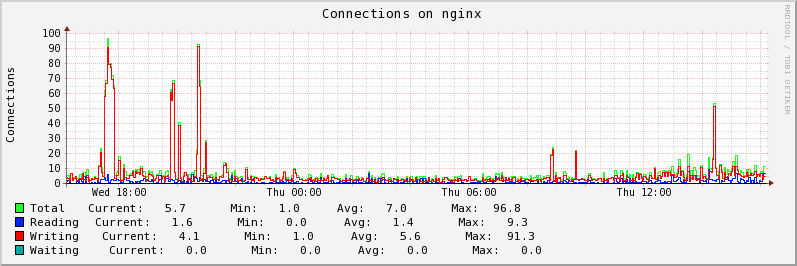 Connections on nginx
RRDTOOL / TOBI OETIKER
Connections
100
90
80
70
60
50
40
30
20
10
0
Wed 18:00 Thu 00:00 Thu 06:00 Thu 12:00
Total Current: 5.7 Min: 1.0 Avg: 7.0 Max: 96.8
Reading Current: 1.6 Min: 0.0 Avg: 1.4 Max: 9.3
Writing Current: 4.1 Min: 1.0 Avg: 5.6 Max: 91.3
Waiting Current: 0.0 Min: 0.0 Avg: 0.0 Max: 0.0